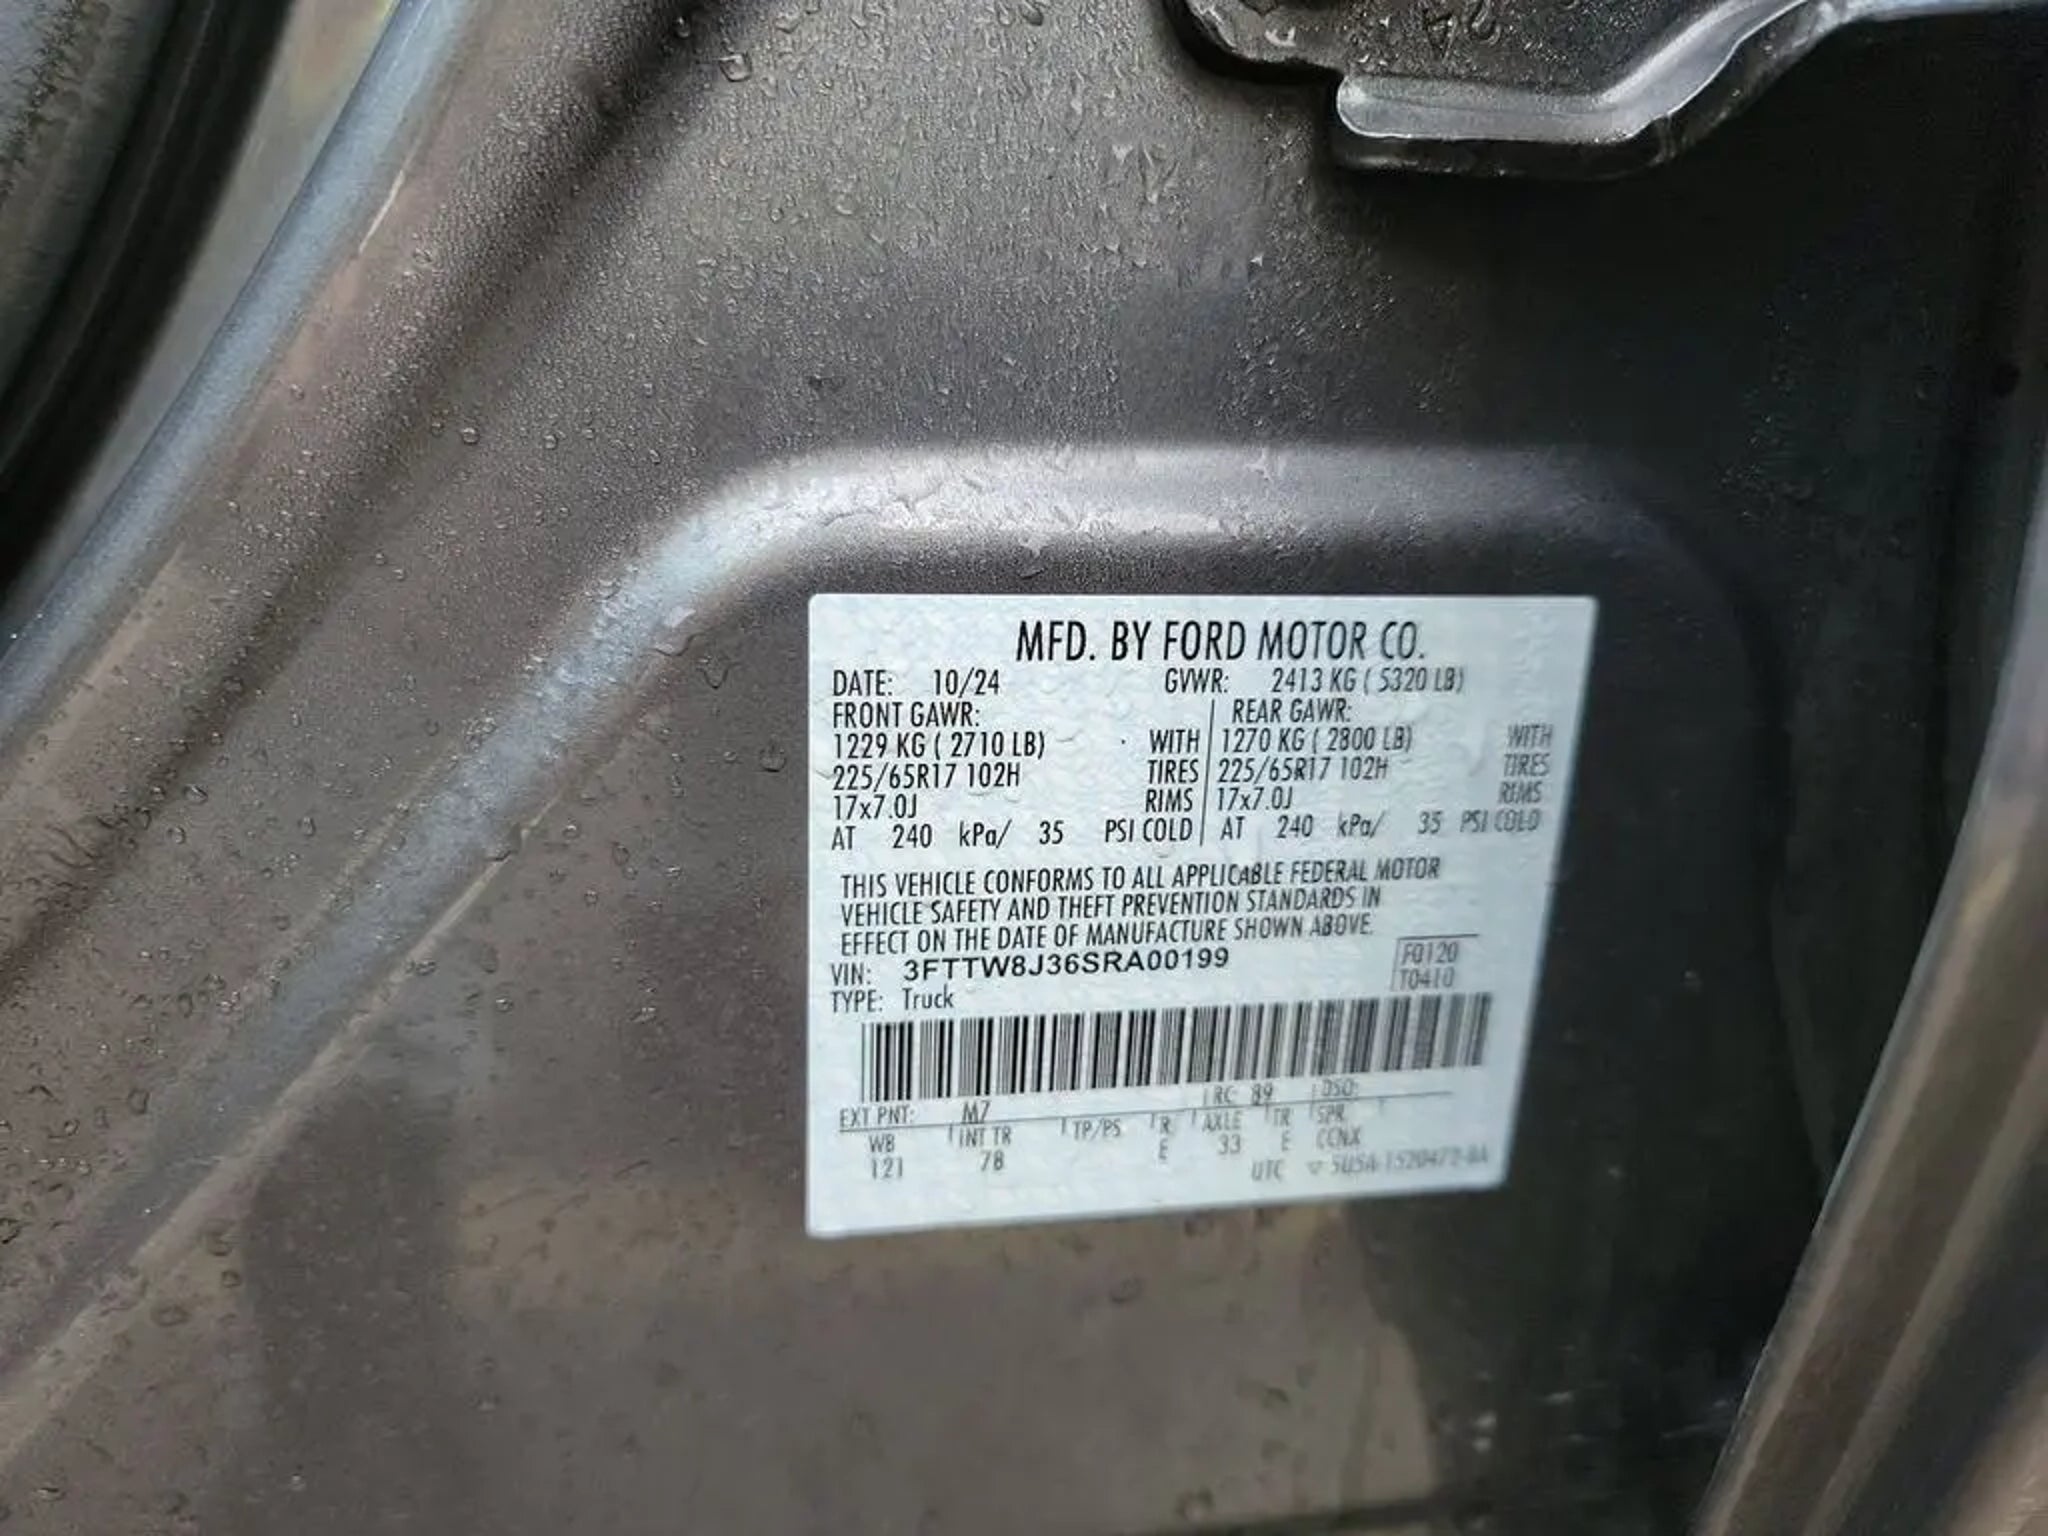 MFD. BY FORD MOTOR CO.
DATE: 10/24 GVWR: 2413 KG ( 5320 LB)
FRONT GAWR: REAR GAWR:
1229 KG ( 2710 LB) WITH 1270 KG ( 2800 LB) WITH
225/65R17 102H TIRES 225/65R17 102H TIRES
17x7.0J RIMS 17x7.0J RIMS
AT 240 kPa/ 35 PSI COLD AT 240 kPa/ 35 PSI COLD
THIS VEHICLE CONFORMS TO ALL APPLICABLE FEDERAL MOTOR
VEHICLE SAFETY AND THEFT PREVENTION STANDARDS IN
EFFECT ON THE DATE OF MANUFACTURE SHOWN ABOVE.
VIN: 3FTTW8J36SRA00199 F0120
TYPE: Truck T0410
EXT PNT: M7 RC: 89 DSO:
WB INT TR TP/PS R AXLE TR SPR
121 78 E 33 E CCNX
UTC